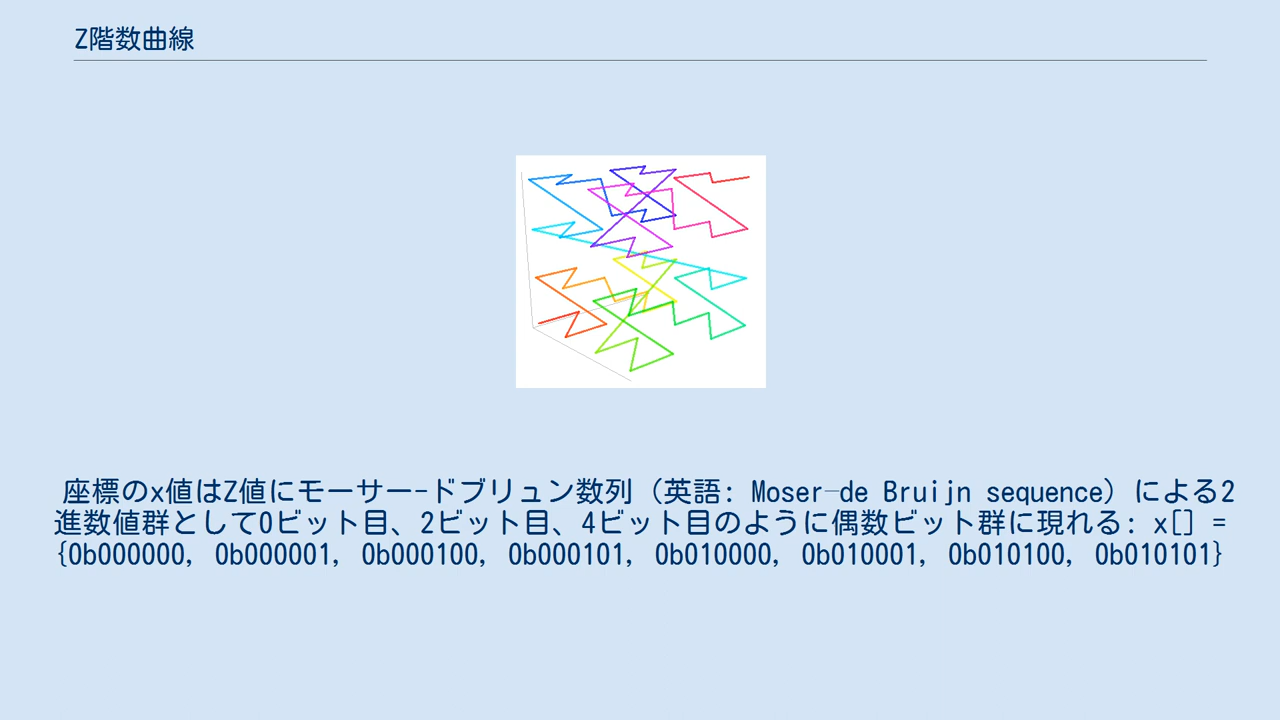 Z階数曲線
座標のx値はZ値にモーサー-ドブリュン数列（英語: Moser–de Bruijn sequence）による2
進数値群として0ビット目、2ビット目、4ビット目のように偶数ビット群に現れる: x[] =
{0b000000, 0b000001, 0b000100, 0b000101, 0b010000, 0b010001, 0b010100, 0b010101}